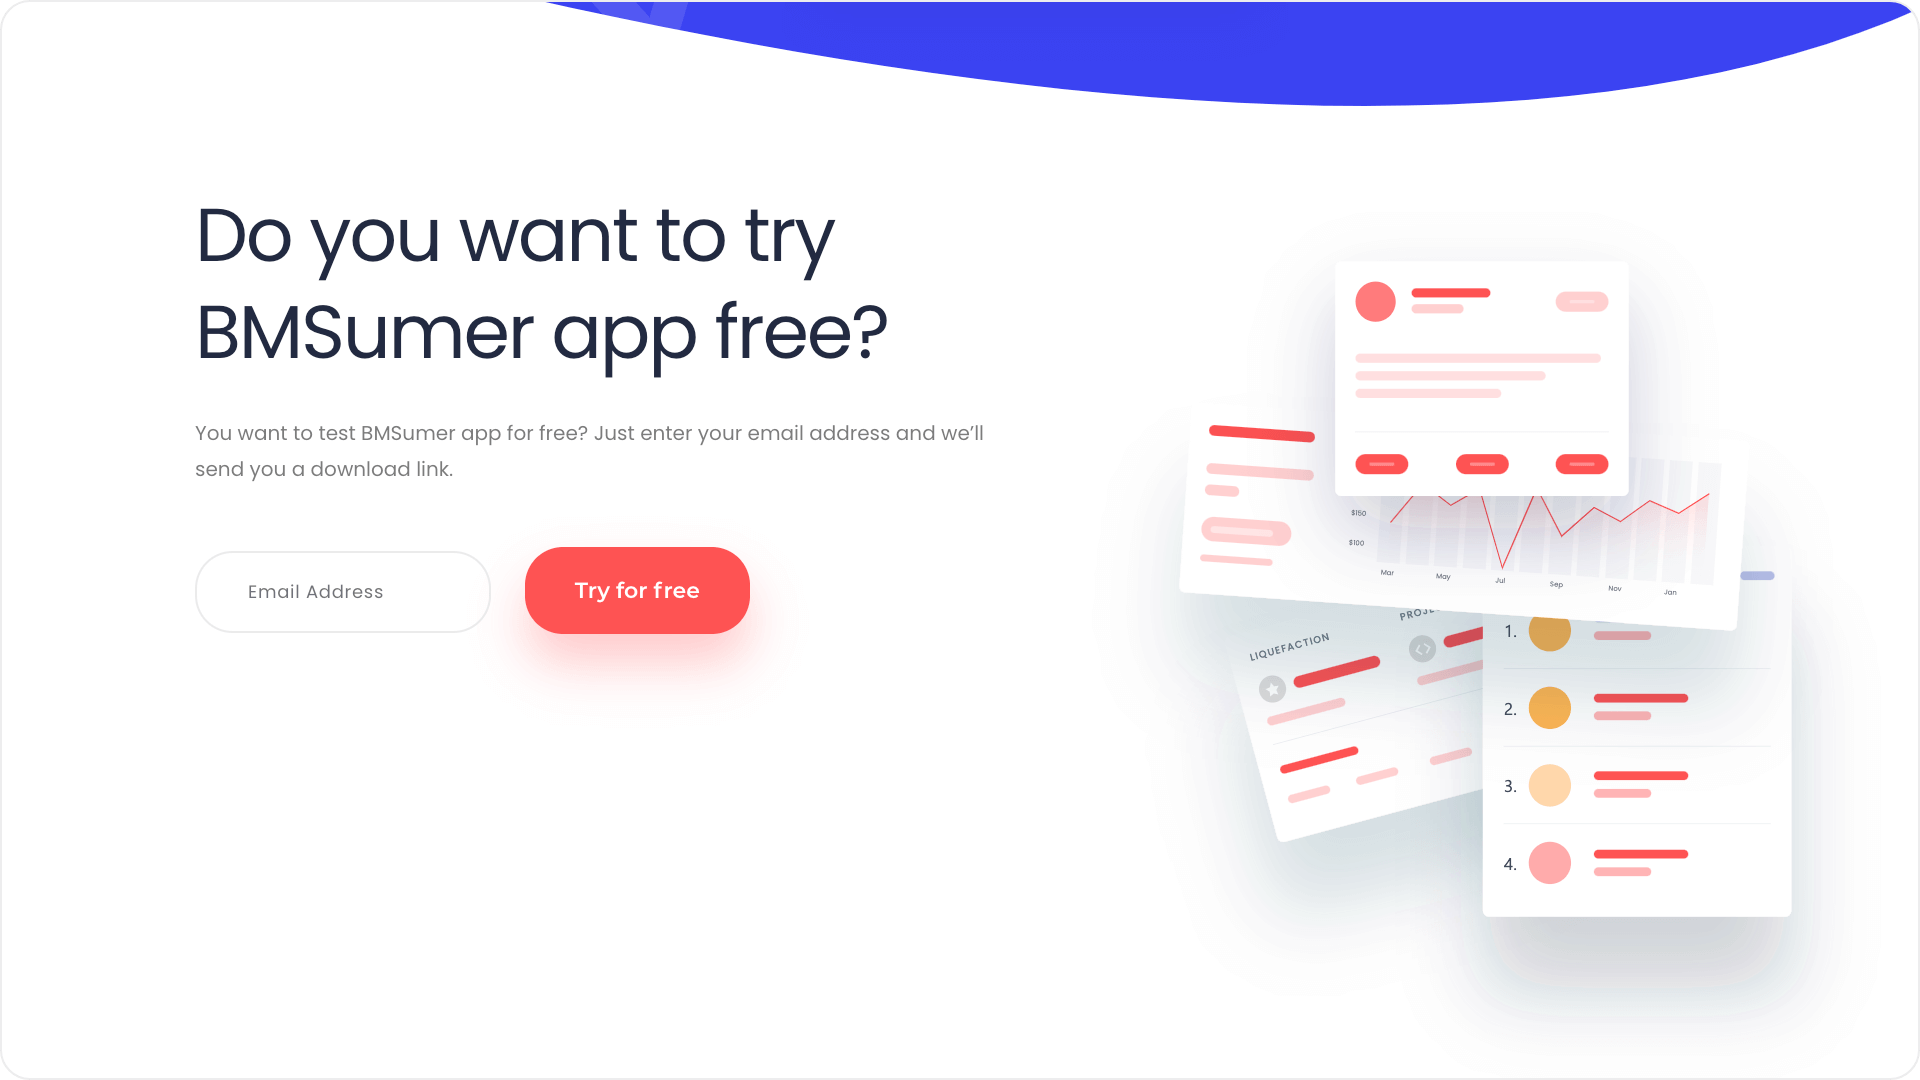 Do you want to try
BMSumer app free?
You want to test BMSumer app for free? Just enter your email address and we’ll
send you a download link.
Email Address
Try for free
$150
$100
Mar
May
Jul
Sep
Nov
Jan
LIQUEFACTION
1.
2.
3.
4.